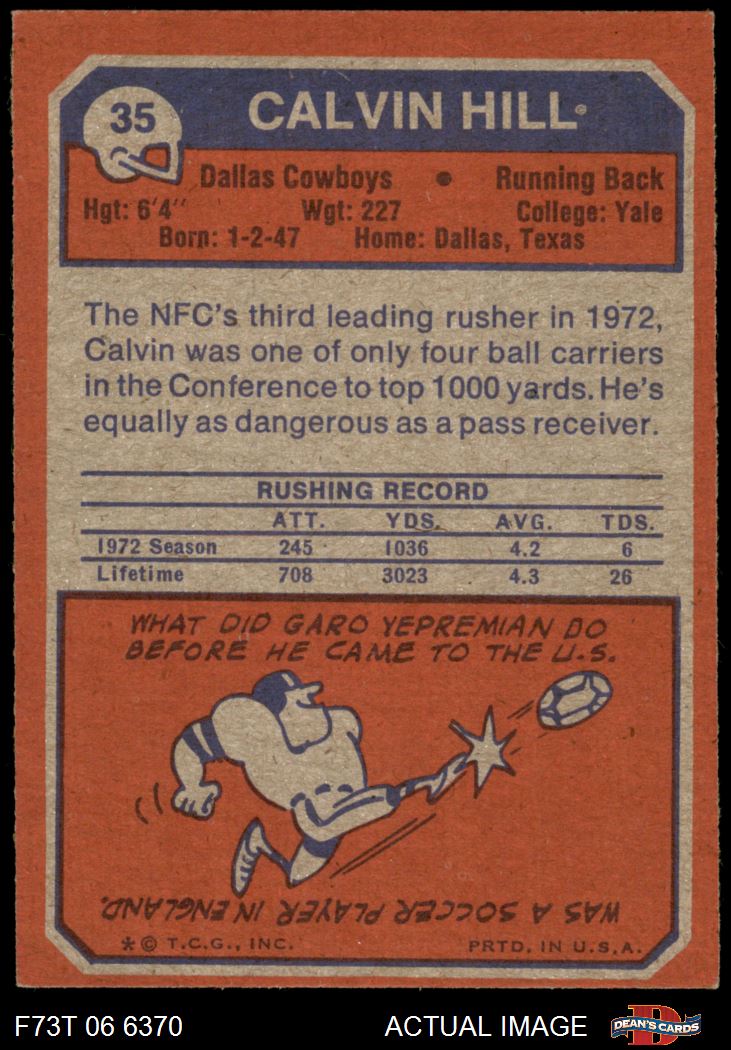 35
CALVIN HILL
Dallas Cowboys • Running Back
Hgt: 6'4'' Wgt: 227 College: Yale
Born: 1-2-47 Home: Dallas, Texas
The NFC's third leading rusher in 1972,
Calvin was one of only four ball carriers
in the Conference to top 1000 yards. He's
equally as dangerous as a pass receiver.
RUSHING RECORD
ATT. YDS. AVG. TDS.
1972 Season 245 1036 4.2 6
Lifetime 708 3023 4.3 26
WHAT DID GARO YEPREMIAN DO
BEFORE HE CAME TO THE U.S.
WAS A SOCCER PLAYER IN ENGLAND.
*© T.C.G., INC. PRTD. IN U.S.A.
F73T 06 6370 ACTUAL IMAGE
D
DEAN'S CARDS